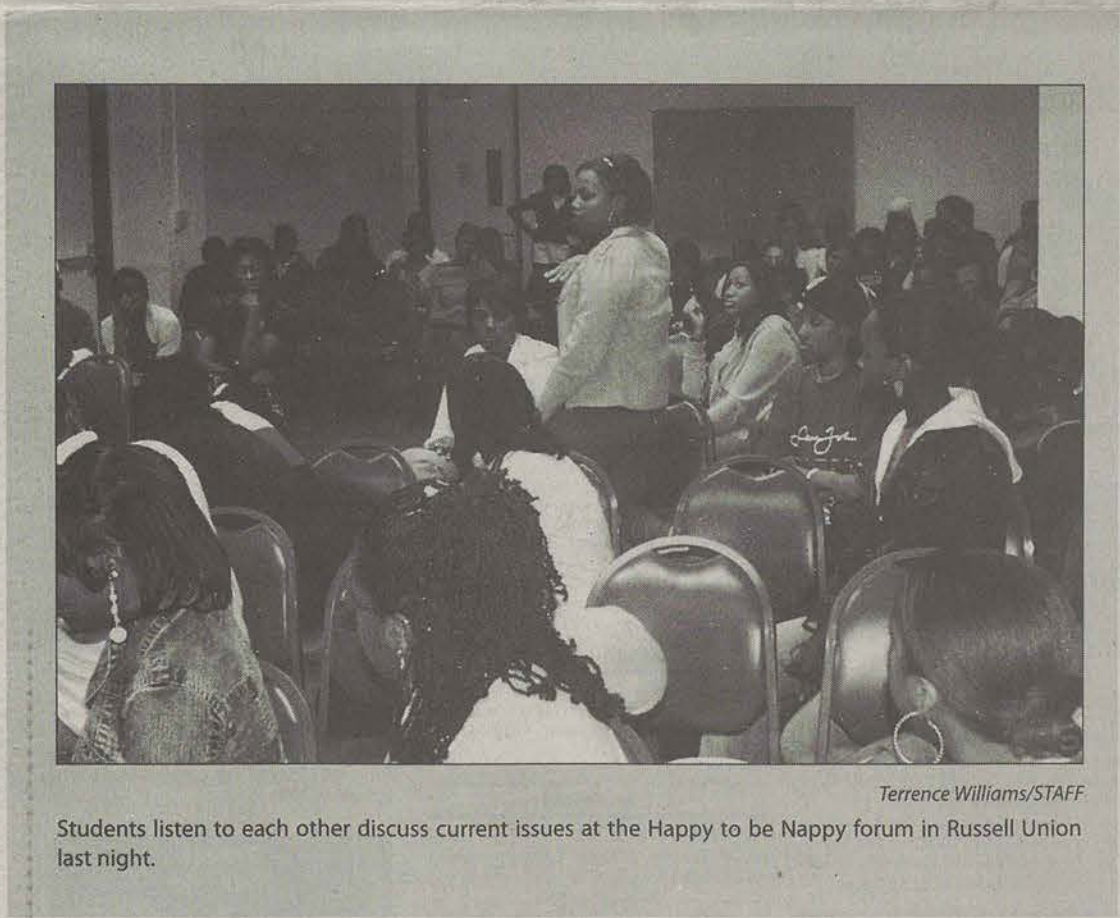 Terrence Williams/STAFF
Students listen to each other discuss current issues at the Happy to be Nappy forum in Russell Union
last night.